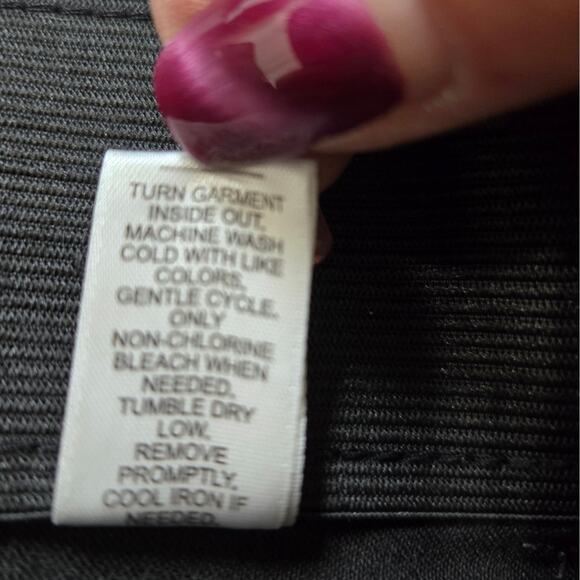 TURN GARMENT
INSIDE OUT,
MACHINE WASH
COLD WITH LIKE
COLORS,
GENTLE CYCLE.
ONLY
NON-CHLORINE
BLEACH WHEN
NEEDED.
TUMBLE DRY
LOW.
REMOVE
PROMPTLY.
COOL IRON IF
NEEDED.